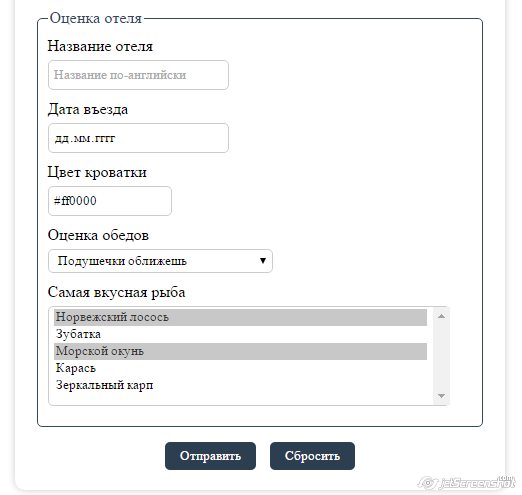 Оценка отеля
Название отеля
Название по-английски
Дата въезда
дд.мм.гггг
Цвет кроватки
#ff0000
Оценка обедов
Подушечки оближешь
Самая вкусная рыба
Норвежский лосось
Зубатка
Морской окунь
Карась
Зеркальный карп
Отправить Сбросить
jetScreenshot